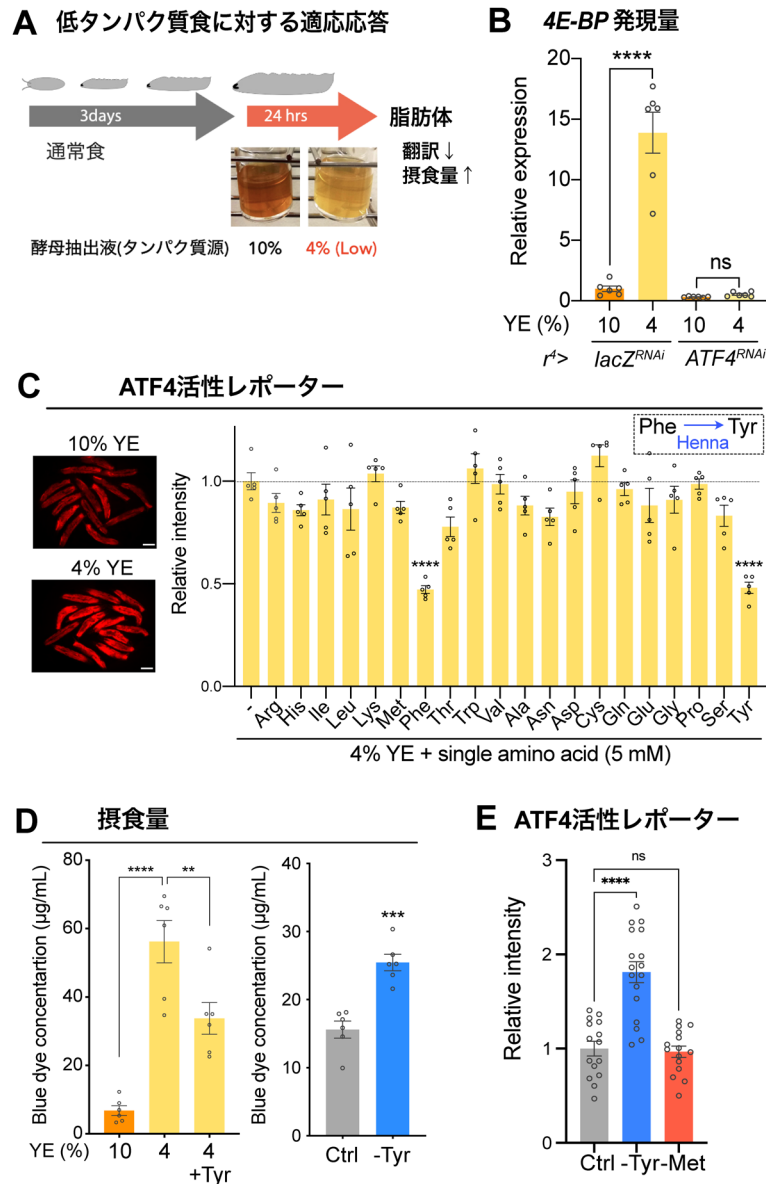 A 低タンパク質食に対する適応応答
3days
24 hrs
通常食
脂肪体
翻訳↓
摂食量↑
酵母抽出液(タンパク質源) 10% 4% (Low)
B 4E-BP 発現量
Relative expression
20
15
10
5
0
****
ns
YE (%) 10 4 10 4
r⁴> lacZ^RNAi ATF4^RNAi
C ATF4活性レポーター
10% YE
4% YE
Phe → Tyr
Henna
Relative intensity
1.0
0.5
0.0
****
****
- Arg His Ile Leu Lys Met Phe Thr Trp Val Ala Asn Asp Cys Gln Glu Gly Pro Ser Tyr
4% YE + single amino acid (5 mM)
D 摂食量
Blue dye concentartion (μg/mL)
80
60
40
20
0
****
**
YE (%) 10 4 4
+Tyr
Blue dye concentartion (μg/mL)
40
30
20
10
0
***
Ctrl -Tyr
E ATF4活性レポーター
Relative intensity
3
2
1
0
ns
****
Ctrl -Tyr -Met